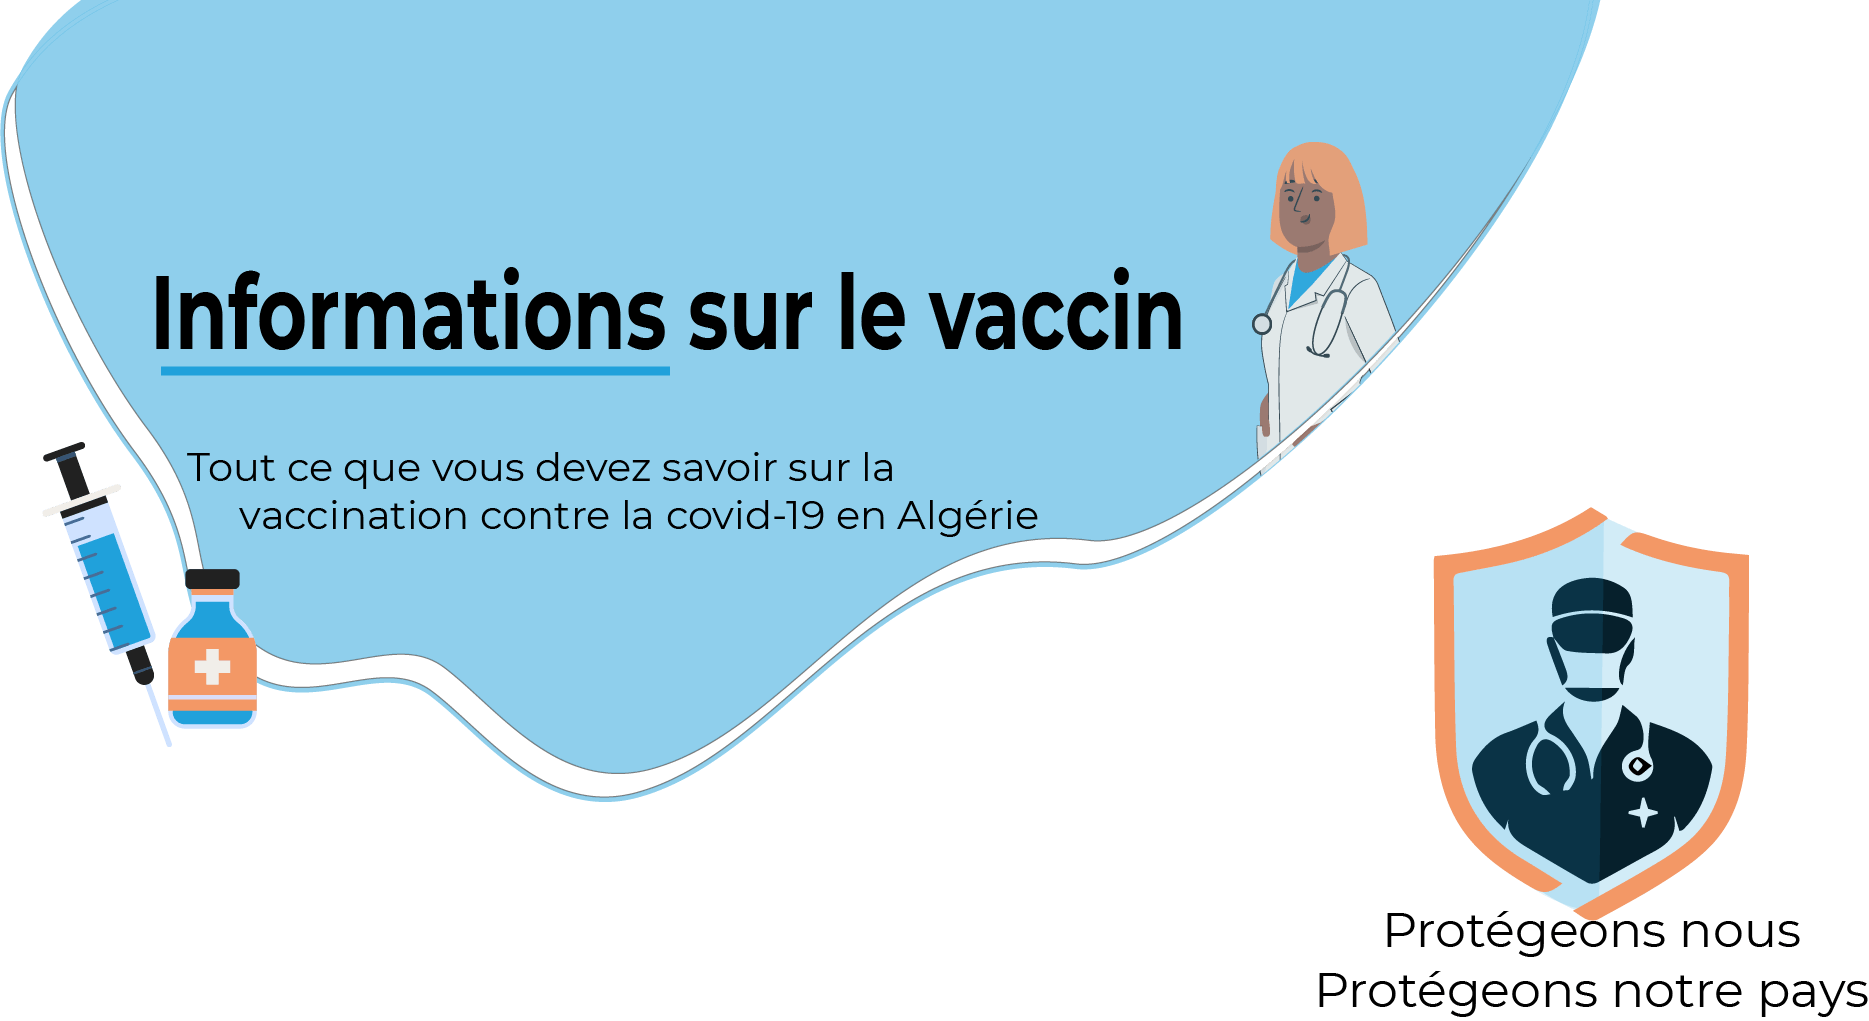 Informations sur le vaccin
Tout ce que vous devez savoir sur la
vaccination contre la covid-19 en Algérie
Protégeons nous
Protégeons notre pays